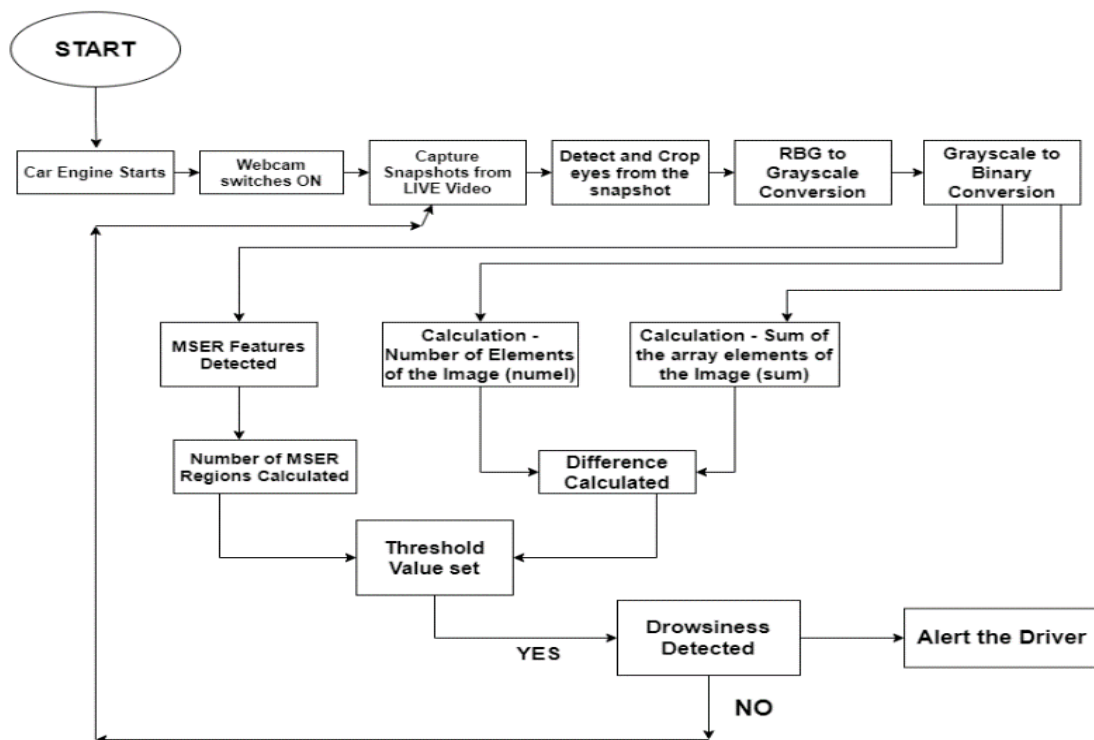 START
Car Engine Starts
Webcam
switches ON
Capture
Snapshots from
LIVE Video
Detect and Crop
eyes from the
snapshot
RBG to
Grayscale
Conversion
Grayscale to
Binary
Conversion
MSER Features
Detected
Calculation -
Number of Elements
of the Image (numel)
Calculation - Sum of
the array elements of
the Image (sum)
Number of MSER
Regions Calculated
Difference
Calculated
Threshold
Value set
YES
Drowsiness
Detected
Alert the Driver
NO